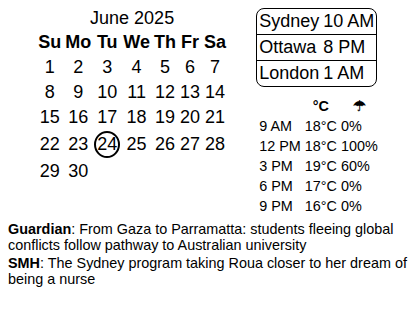 June 2025
Su Mo Tu We Th Fr Sa
1 2 3 4 5 6 7
8 9 10 11 12 13 14
15 16 17 18 19 20 21
22 23 24 25 26 27 28
29 30
Sydney 10 AM
Ottawa 8 PM
London 1 AM
°C ☂
9 AM 18°C 0%
12 PM 18°C 100%
3 PM 19°C 60%
6 PM 17°C 0%
9 PM 16°C 0%
Guardian: From Gaza to Parramatta: students fleeing global
conflicts follow pathway to Australian university
SMH: The Sydney program taking Roua closer to her dream of
being a nurse